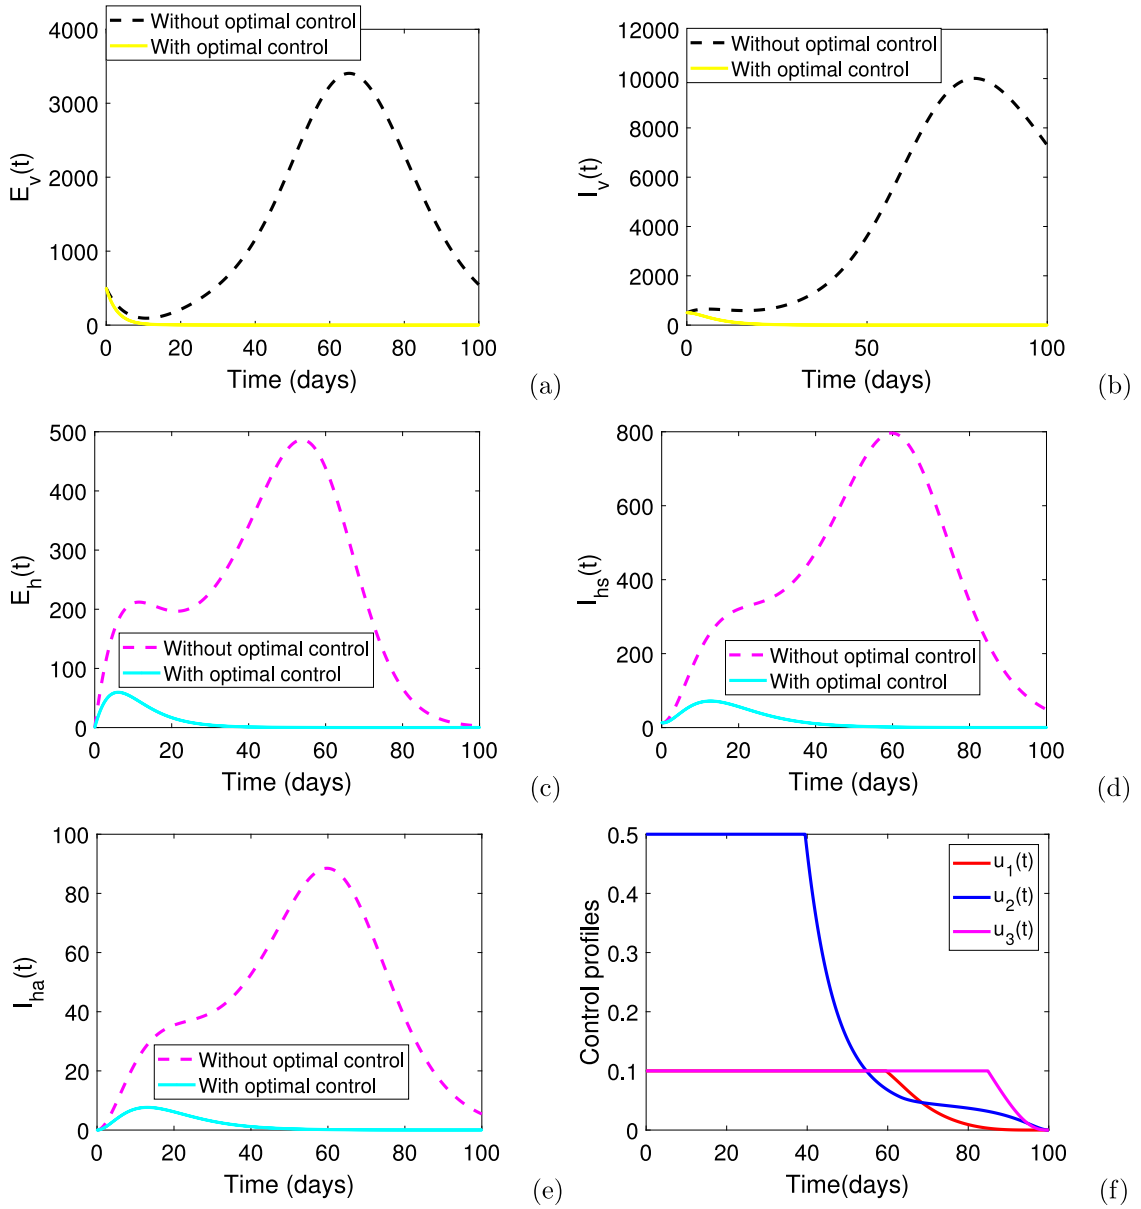 Without optimal control
With optimal control
4000
3000
2000
1000
0
E_v(t)
0 20 40 60 80 100
Time (days)
(a)
Without optimal control
With optimal control
12000
10000
8000
6000
4000
2000
0
I_v(t)
0 50 100
Time (days)
(b)
500
400
300
200
100
0
E_h(t)
Without optimal control
With optimal control
0 20 40 60 80 100
Time (days)
(c)
800
600
400
200
0
I_hs(t)
Without optimal control
With optimal control
0 20 40 60 80 100
Time (days)
(d)
100
80
60
40
20
0
I_ha(t)
Without optimal control
With optimal control
0 20 40 60 80 100
Time (days)
(e)
0.5
0.4
0.3
0.2
0.1
0
Control profiles
u_1(t)
u_2(t)
u_3(t)
0 20 40 60 80 100
Time(days)
(f)